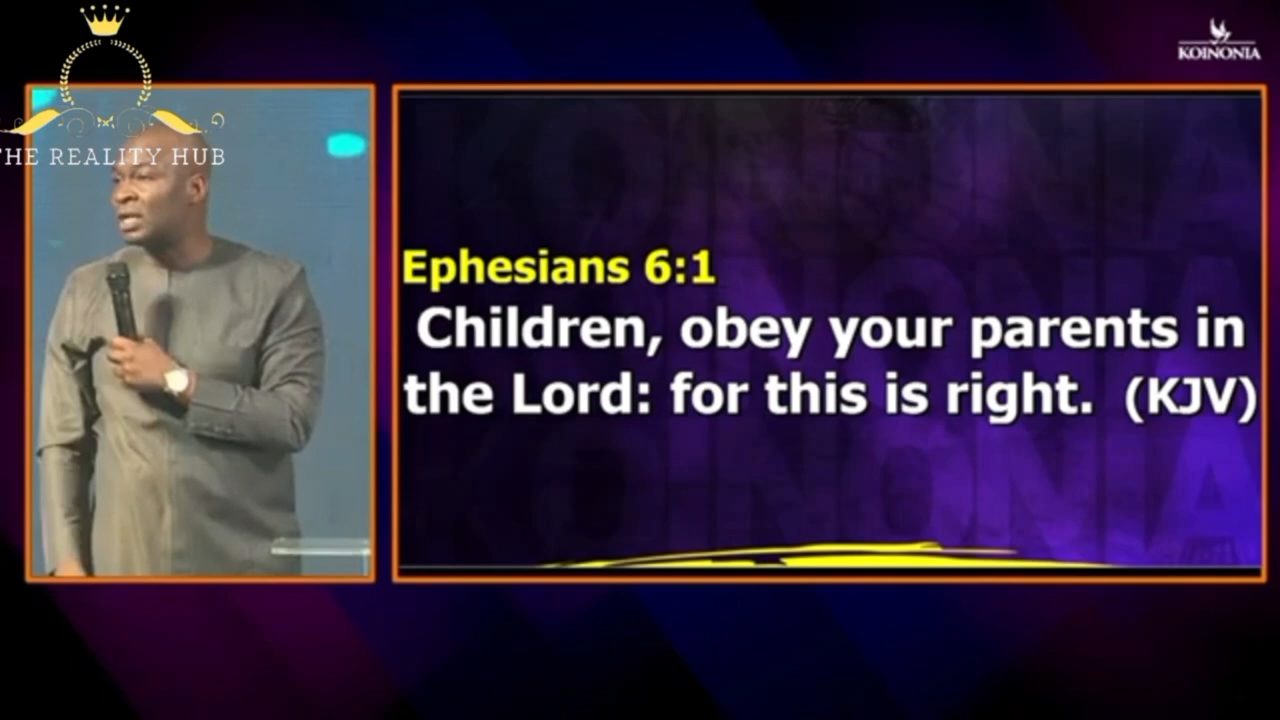 KOINONIA
THE REALITY HUB
Ephesians 6:1
Children, obey your parents in
the Lord: for this is right. (KJV)